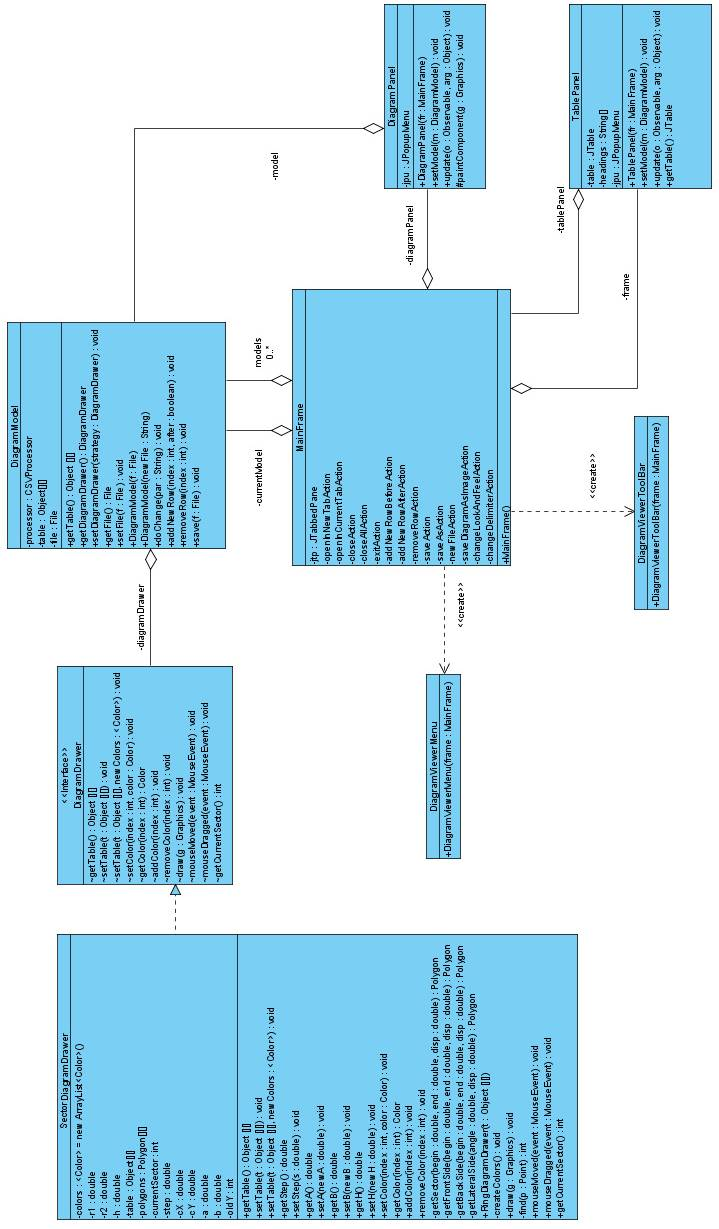 SectorDiagramDrawer
-colors : <Color> = new ArrayList<Color>()
-r1 : double
-r2 : double
-h : double
-table : Object[][]
-polygons : Polygon[][]
-currentSector : int
-step : double
-cX : double
-cY : double
-a : double
-b : double
-oldY : int
+getTable() : Object [][]
+setTable(t : Object [][]) : void
+setTable(t : Object [][], newColors : <Color>) : void
+getStep() : double
+setStep(s : double) : void
+getA() : double
+setA(newA : double) : void
+getB() : double
+setB(newB : double) : void
+getH() : double
+setH(newH : double) : void
+setColor(index : int, color : Color) : void
+getColor(index : int) : Color
+addColor(index : int) : void
+removeColor(index : int) : void
-getSector(begin : double, end : double, disp : double) : Polygon
-getFrontSide(begin : double, end : double, disp : double) : Polygon
-getBackSide(begin : double, end : double, disp : double) : Polygon
-getLateralSide(angle : double, disp : double) : Polygon
+RingDiagramDrawer(t : Object [][])
-createColors() : void
+draw(g : Graphics) : void
-find(p : Point) : int
+mouseMoved(event : MouseEvent) : void
+mouseDragged(event : MouseEvent) : void
+getCurrentSector() : int
<<Interface>>
DiagramDrawer
~getTable() : Object [][]
~setTable(t : Object [][]) : void
~setTable(t : Object [][], newColors : <Color>) : void
~setColor(index : int, color : Color) : void
~getColor(index : int) : Color
~addColor(index : int) : void
~removeColor(index : int) : void
~draw(g : Graphics) : void
~mouseMoved(event : MouseEvent) : void
~mouseDragged(event : MouseEvent) : void
~getCurrentSector() : int
-diagramDrawer
DiagramModel
-processor : CSVProcessor
-table : Object[][]
-file : File
+getTable() : Object [][]
+getDiagramDrawer() : DiagramDrawer
+setDiagramDrawer(strategy : DiagramDrawer) : void
+getFile() : File
+setFile(f : File) : void
+DiagramModel(f : File)
+DiagramModel(newFile : String)
+doChange(par : String) : void
+addNewRow(index : int, after : boolean) : void
+removeRow(index : int) : void
+save(f : File) : void
-currentModel
models
0..*
-model
DiagramViewerMenu
+DiagramViewerMenu(frame : MainFrame)
<<create>>
MainFrame
-jtp : JTabbedPane
-openInNewTabAction
-openInCurrentTabAction
-closeAction
-closeAllAction
-exitAction
-addNewRowBeforeAction
-addNewRowAfterAction
-removeRowAction
-saveAction
-saveAsAction
-newFileAction
-saveDiagramAsImageAction
-changeLookAndFeelAction
-changeDelimiterAction
+MainFrame()
-diagramPanel
DiagramPanel
-jpu : JPopupMenu
+DiagramPanel(fr : MainFrame)
+setModel(m : DiagramModel) : void
+update(o : Observable, arg : Object) : void
#paintComponent(g : Graphics) : void
-tablePanel
-frame
TablePanel
-table : JTable
-headings : String[]
-jpu : JPopupMenu
+TablePanel(fr : MainFrame)
+setModel(m : DiagramModel) : void
+update(o : Observable, arg : Object) : void
+getTable() : JTable
<<create>>
DiagramViewerToolBar
+DiagramViewerToolBar(frame : MainFrame)